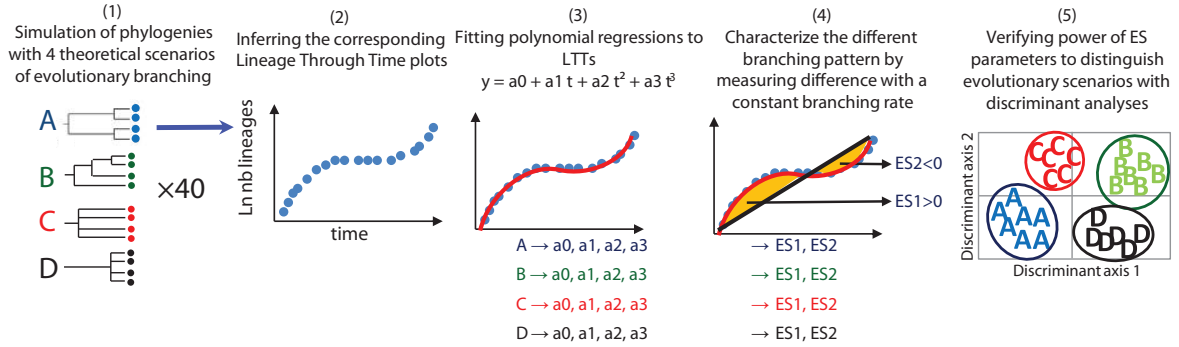 (1)
Simulation of phylogenies
with 4 theoretical scenarios
of evolutionary branching
A
B
C
D
×40
(2)
Inferring the corresponding
Lineage Through Time plots
Ln nb lineages
time
(3)
Fitting polynomial regressions to
LTTs
y = a0 + a1 t + a2 t² + a3 t³
A → a0, a1, a2, a3
B → a0, a1, a2, a3
C → a0, a1, a2, a3
D → a0, a1, a2, a3
(4)
Characterize the different
branching pattern by
measuring difference with a
constant branching rate
ES2<0
ES1>0
→ ES1, ES2
→ ES1, ES2
→ ES1, ES2
→ ES1, ES2
(5)
Verifying power of ES
parameters to distinguish
evolutionary scenarios with
discriminant analyses
Discriminant axis 2
C C C C C C C
B B B B B B B B
A A A A A A A
D D D D D D
Discriminant axis 1